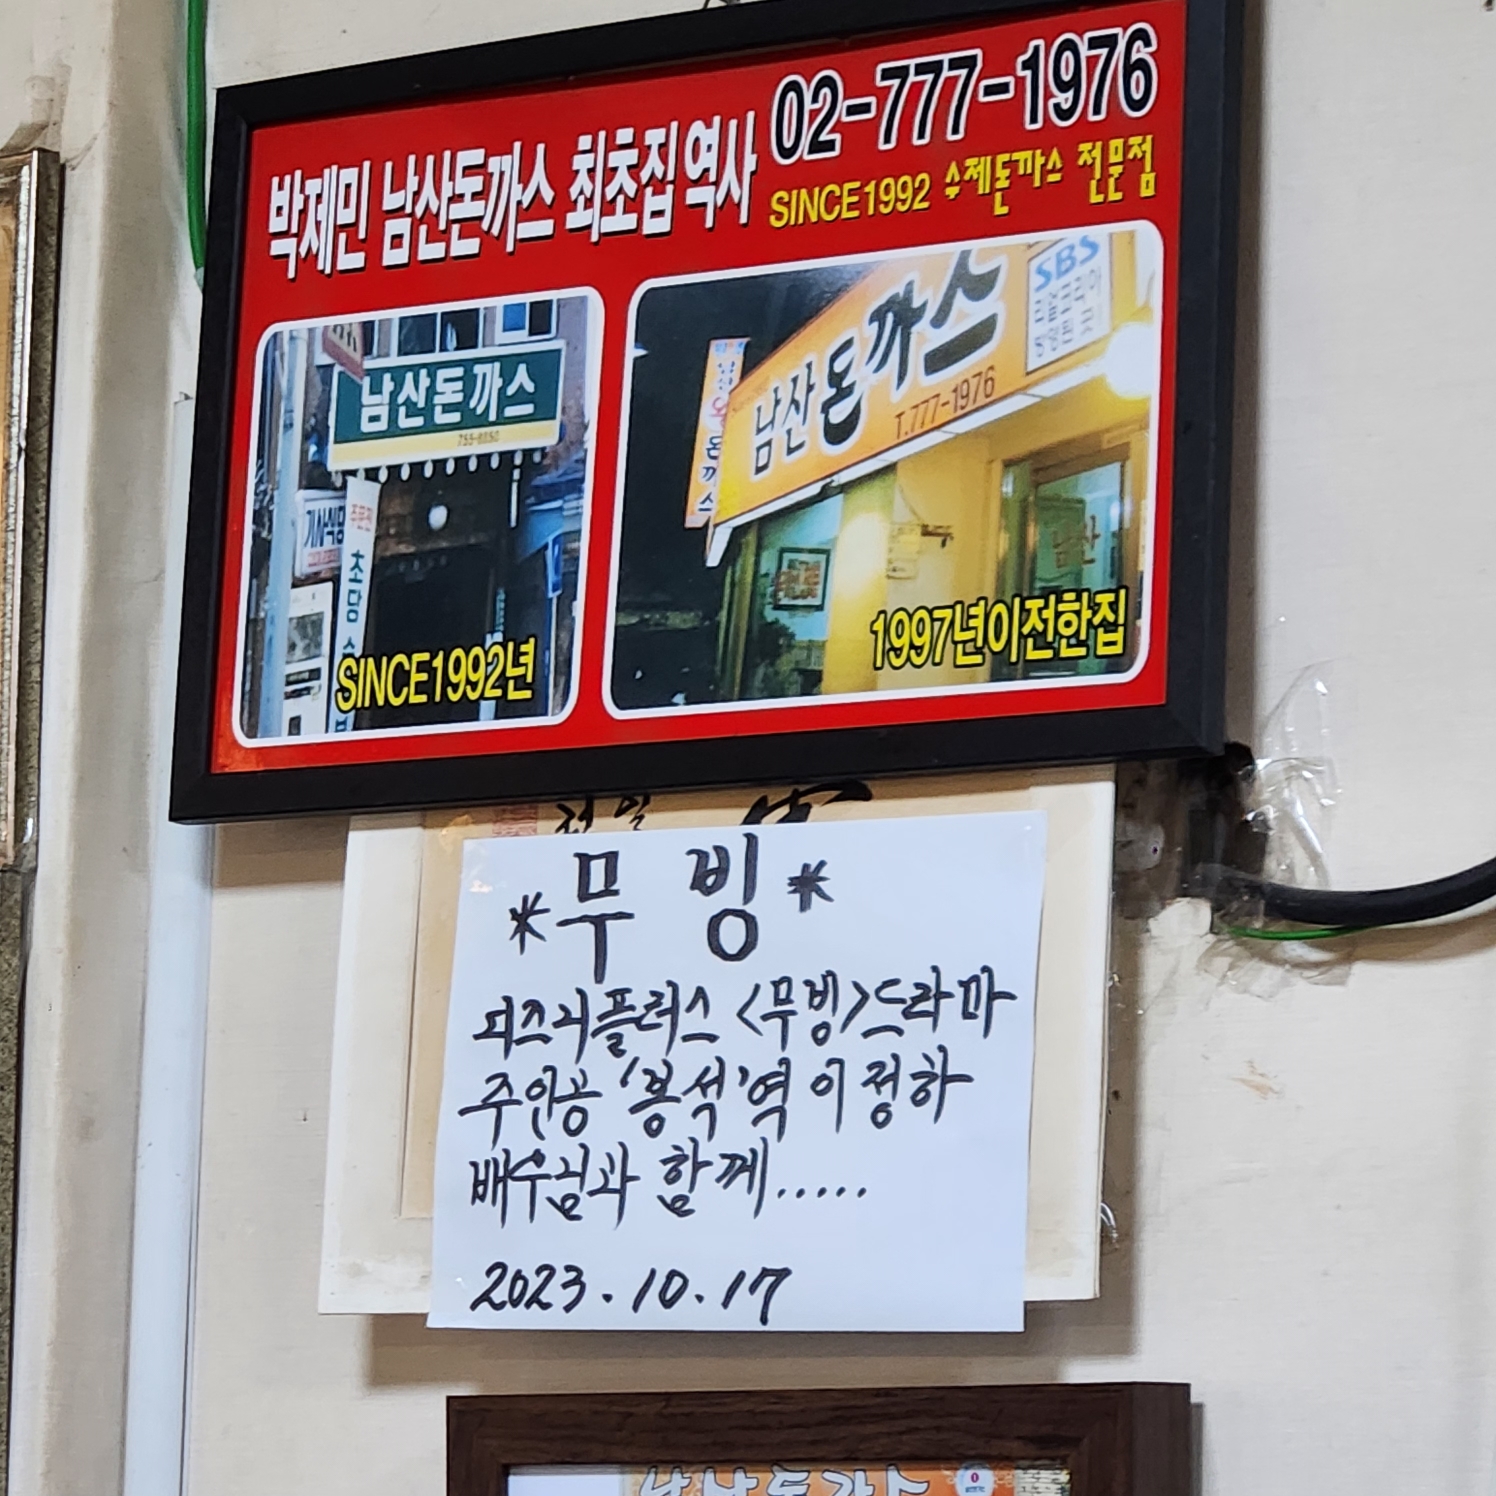 박제민 남산돈까스 최초집 역사
02-777-1976
SINCE1992 수제돈까스 전문점
남산돈까스
755-8850
SINCE1992년
SBS
남산돈까스
T.777-1976
1997년이전한집
*무 빙*
디즈니플러스 <무빙>드라마
주인공 '봉석'역 이정하
배우님과 함께.....
2023.10.17